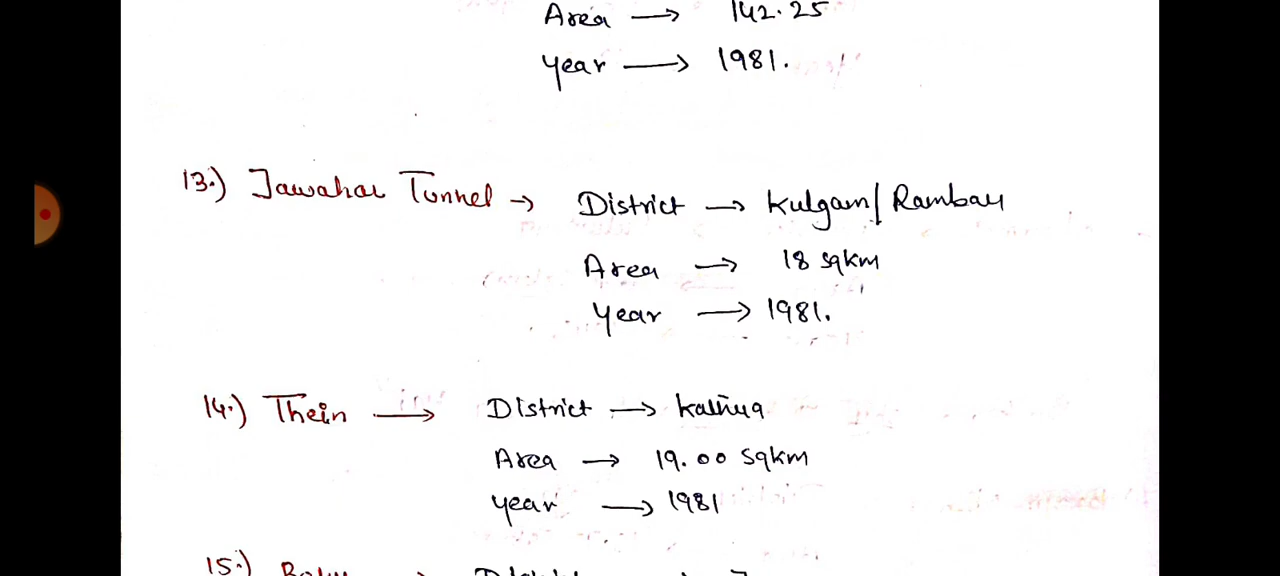 Area → 142.25
Year → 1981.
13.) Jawahar Tunnel → District → Kulgam/Ramban
Area → 18 sqkm
Year → 1981.
14.) Thein → District → Kathua
Area → 19.00 sqkm
Year → 1981
15.)